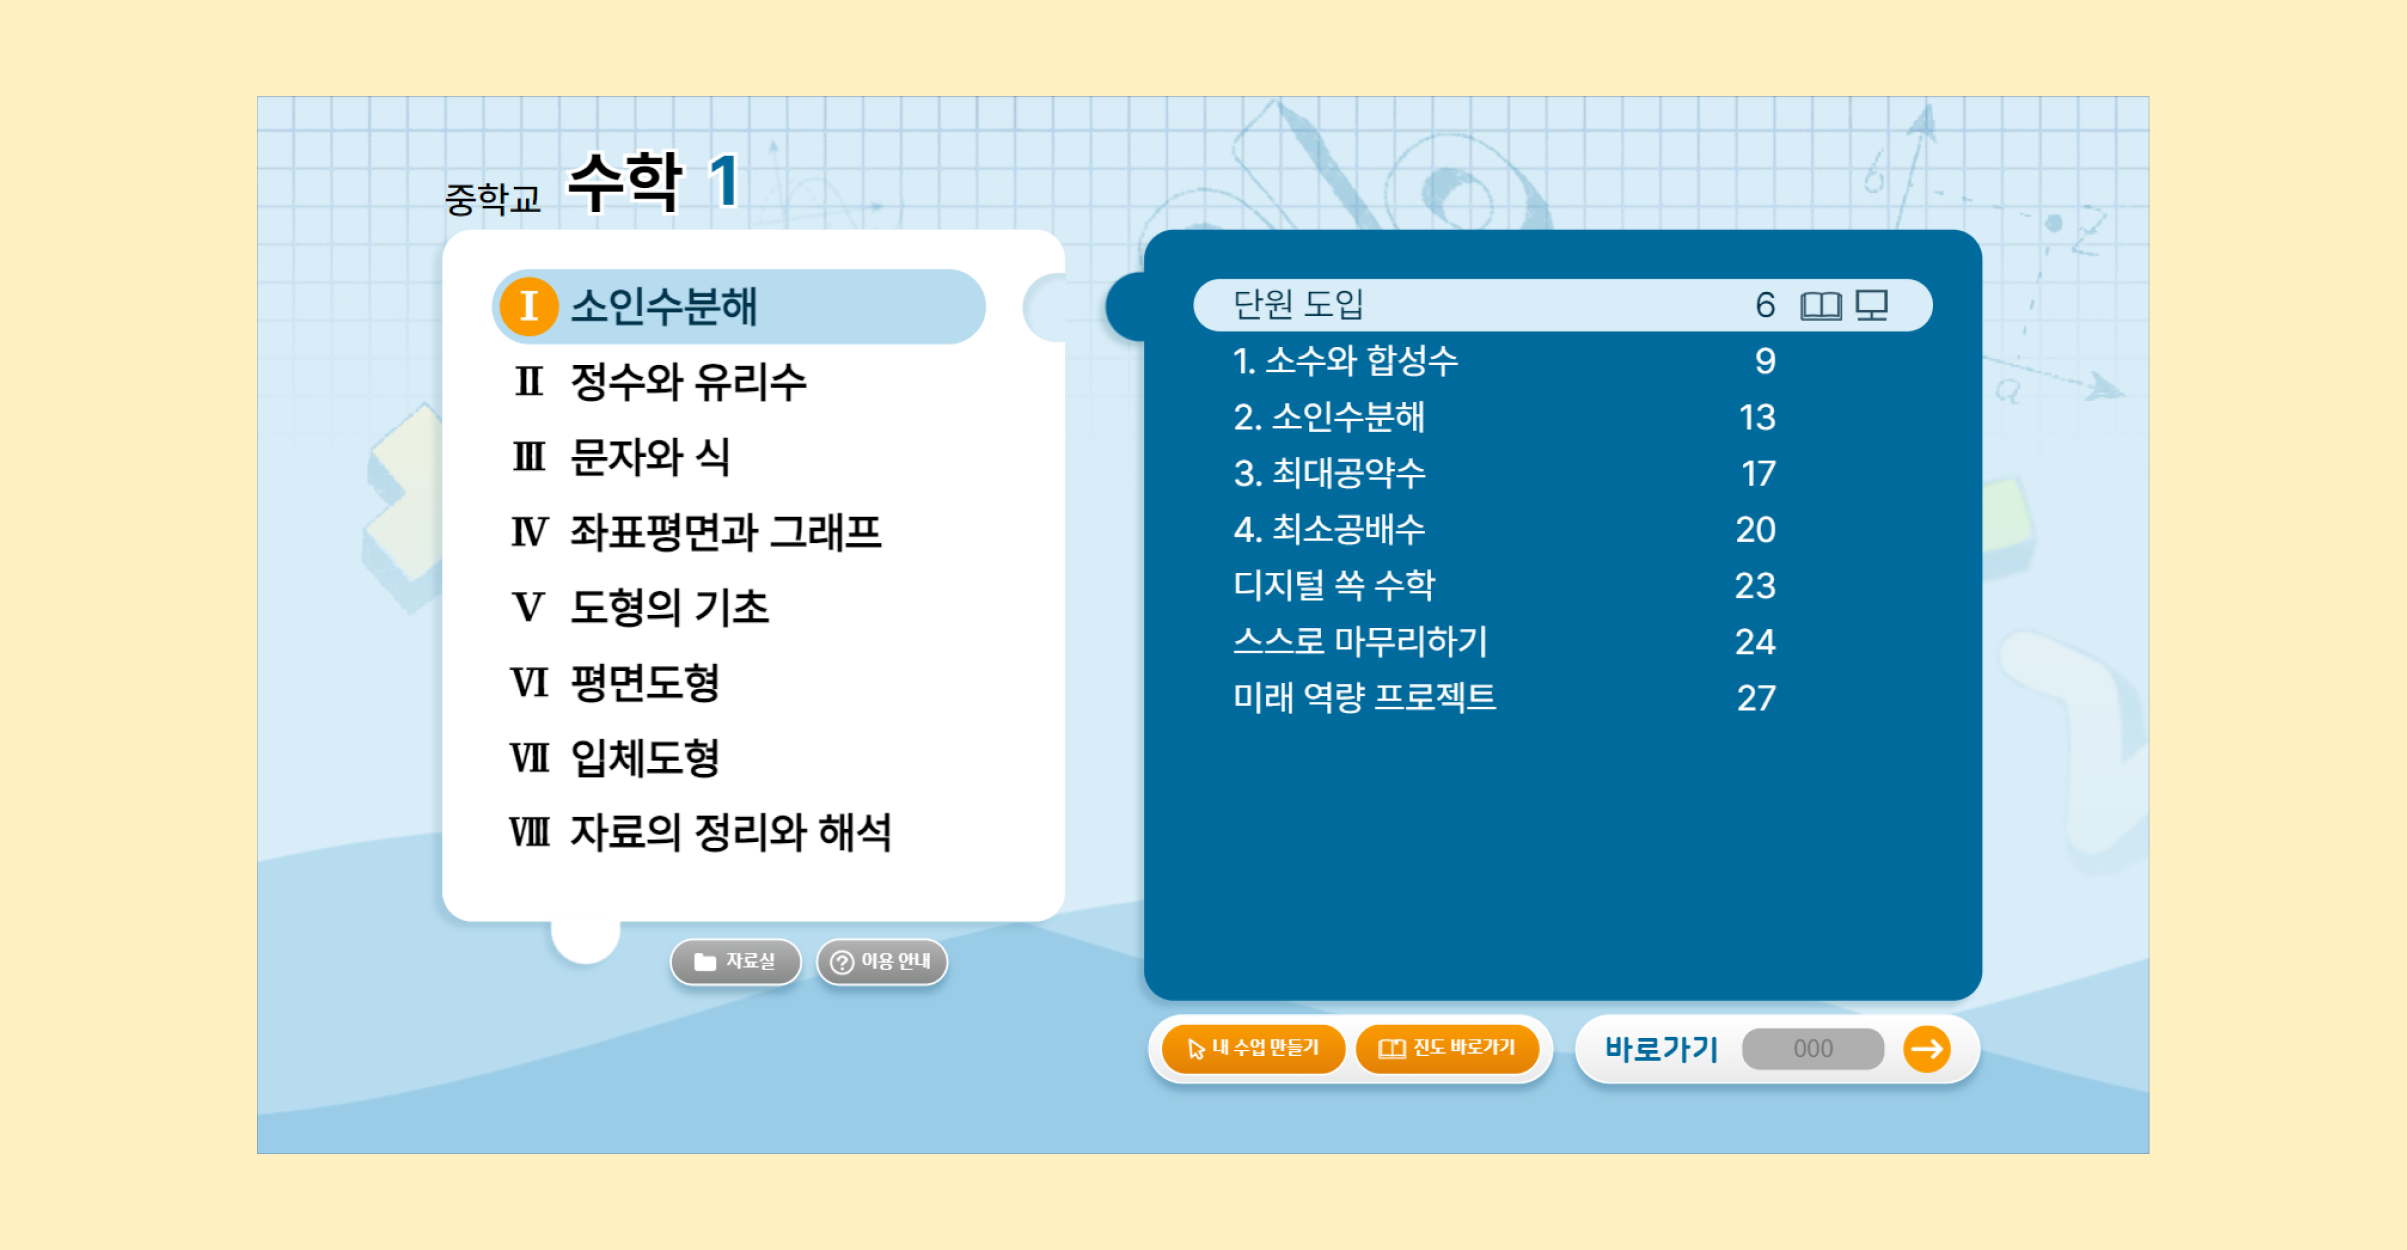 중학교 수학 1
Ⅰ 소인수분해
Ⅱ 정수와 유리수
Ⅲ 문자와 식
Ⅳ 좌표평면과 그래프
Ⅴ 도형의 기초
Ⅵ 평면도형
Ⅶ 입체도형
Ⅷ 자료의 정리와 해석
자료실
이용 안내
단원 도입 6
1. 소수와 합성수 9
2. 소인수분해 13
3. 최대공약수 17
4. 최소공배수 20
디지털 쏙 수학 23
스스로 마무리하기 24
미래 역량 프로젝트 27
내 수업 만들기
진도 바로가기
바로가기 000
6
2
a